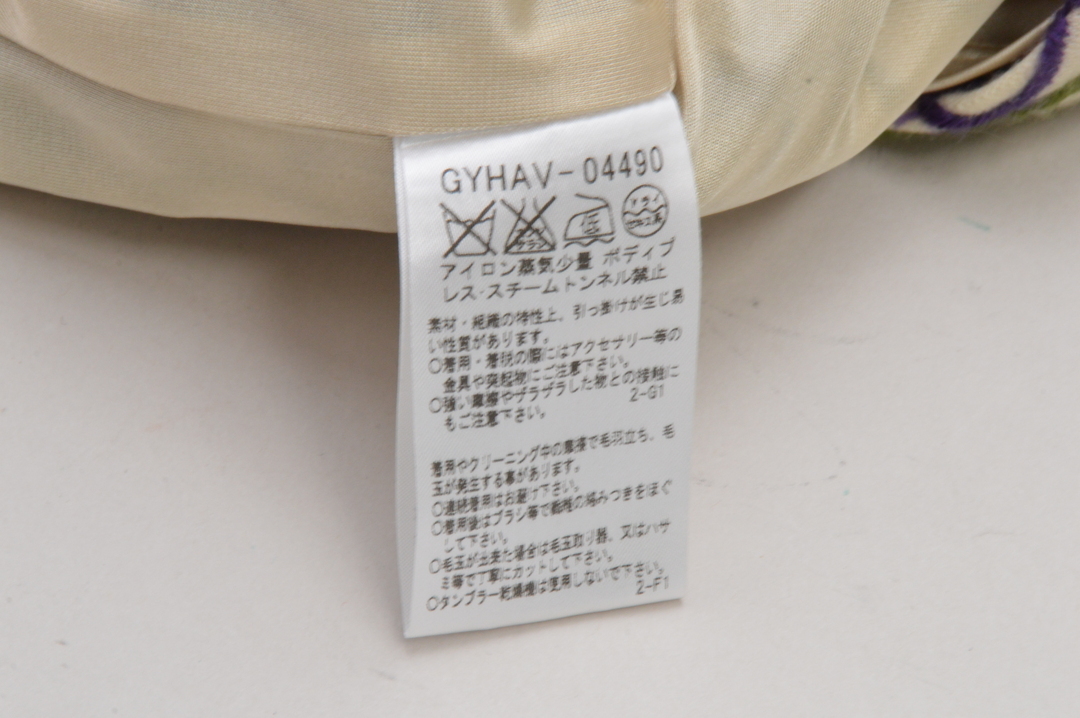 GYHAV-04490
アイロン蒸気少量 ボディプ
レス・スチームトンネル禁止
素材・組織の特性上、引っ掛けが生じ易
い性質があります。
〇着用・着脱の際にはアクセサリー等の
金具や突起物にご注意下さい。
〇強い摩擦やザラザラした物との接触に
もご注意下さい。
2-G1
着用やクリーニング中の摩擦で毛羽立ち、毛
玉が発生する事があります。
〇連続着用はお避け下さい。
〇着用後はブラシ等で繊維の絡みつきをほぐ
して下さい。
〇毛玉が出来た場合は毛玉取り器、又はハサ
ミ等で丁寧にカットして下さい。
〇タンブラー乾燥機は使用しないで下さい。
2-F1